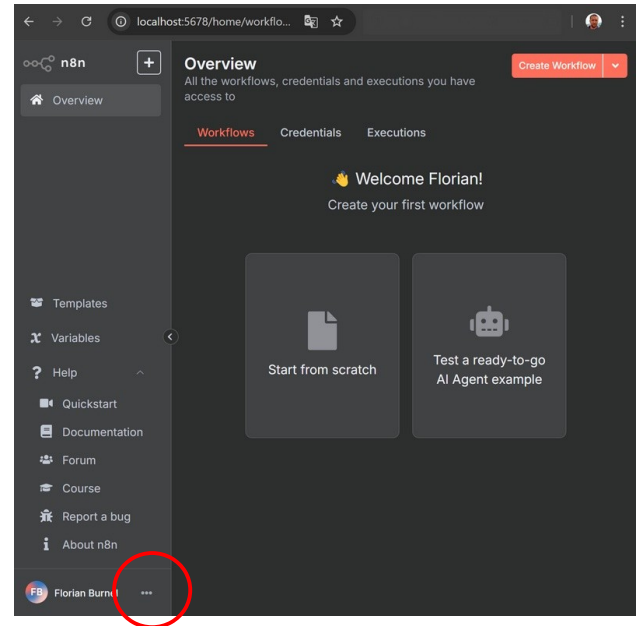 localhost:5678/home/workflo...
n8n
Overview
Templates
Variables
Help
Quickstart
Documentation
Forum
Course
Report a bug
About n8n
FB Florian Burnel
Overview
All the workflows, credentials and executions you have
access to
Create Workflow
Workflows Credentials Executions
👋 Welcome Florian!
Create your first workflow
Start from scratch
Test a ready-to-go
AI Agent example